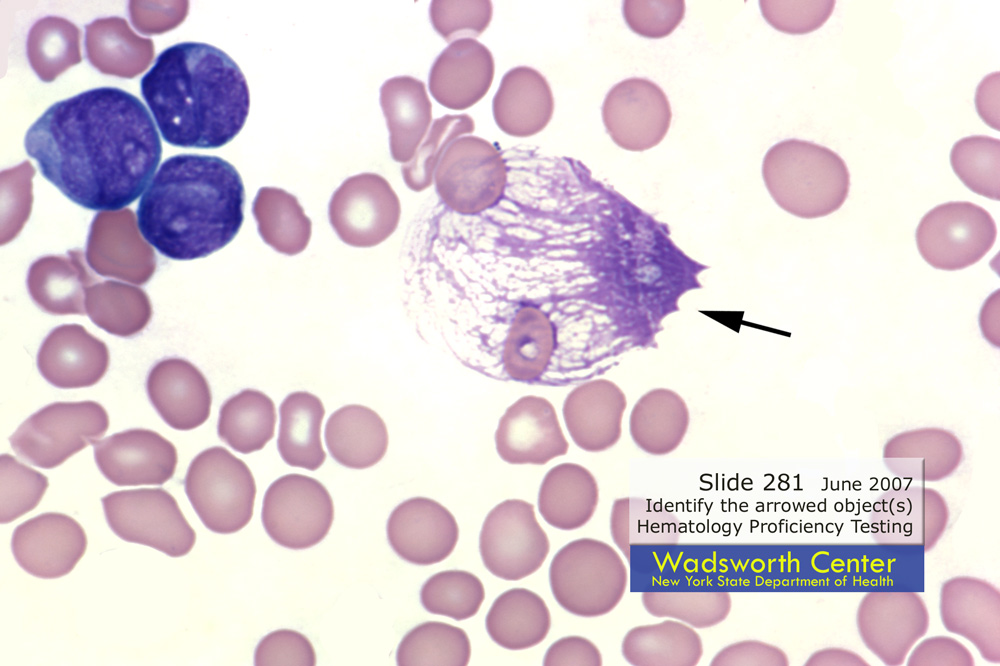 Slide 281 June 2007
Identify the arrowed object(s)
Hematology Proficiency Testing
Wadsworth Center
New York State Department of Health